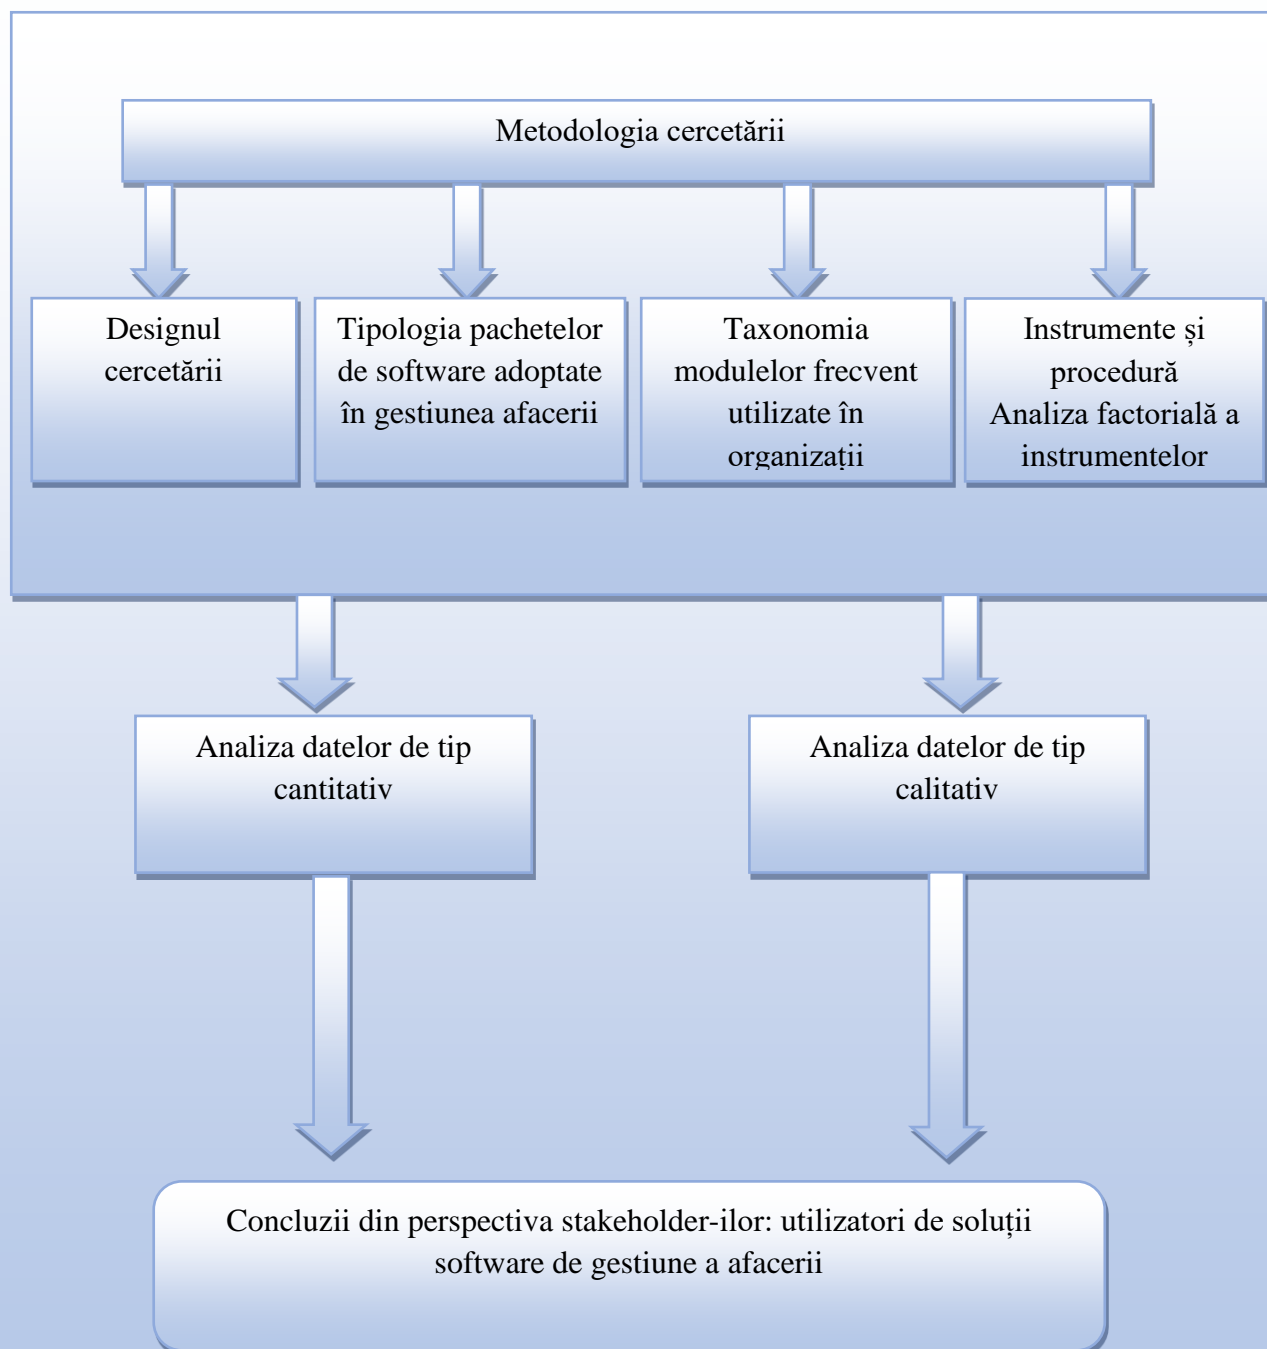 Metodologia cercetării
Designul
cercetării
Tipologia pachetelor
de software adoptate
în gestiunea afacerii
Taxonomia
modulelor frecvent
utilizate în
organizații
Instrumente și
procedură
Analiza factorială a
instrumentelor
Analiza datelor de tip
cantitativ
Analiza datelor de tip
calitativ
Concluzii din perspectiva stakeholder-ilor: utilizatori de soluții
software de gestiune a afacerii